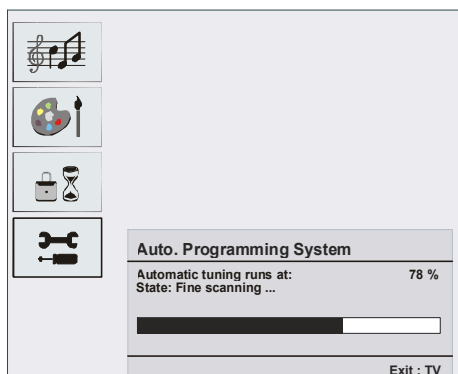 Auto. Programming System
Automatic tuning runs at: 78 %
State: Fine scanning ...
Exit : TV